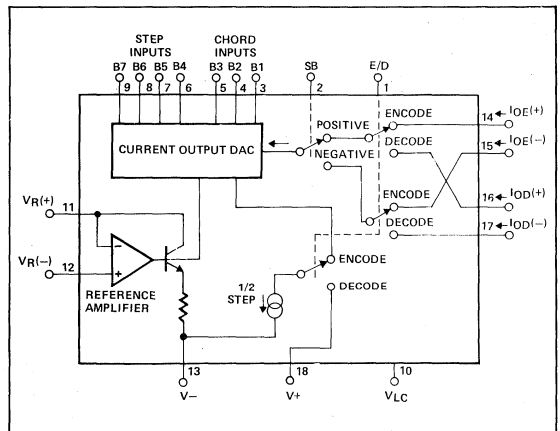 STEP INPUTS
CHORD INPUTS
B7 B6 B5 B4 B3 B2 B1 SB E/D
9 8 7 6 5 4 3 2 1
CURRENT OUTPUT DAC
POSITIVE
NEGATIVE
ENCODE
DECODE
ENCODE
DECODE
14 IOE(+)
15 IOE(−)
16 IOD(+)
17 IOD(−)
VR(+) 11
VR(−) 12
−
+
REFERENCE AMPLIFIER
1/2 STEP
ENCODE
DECODE
13 18 10
V− V+ VLC